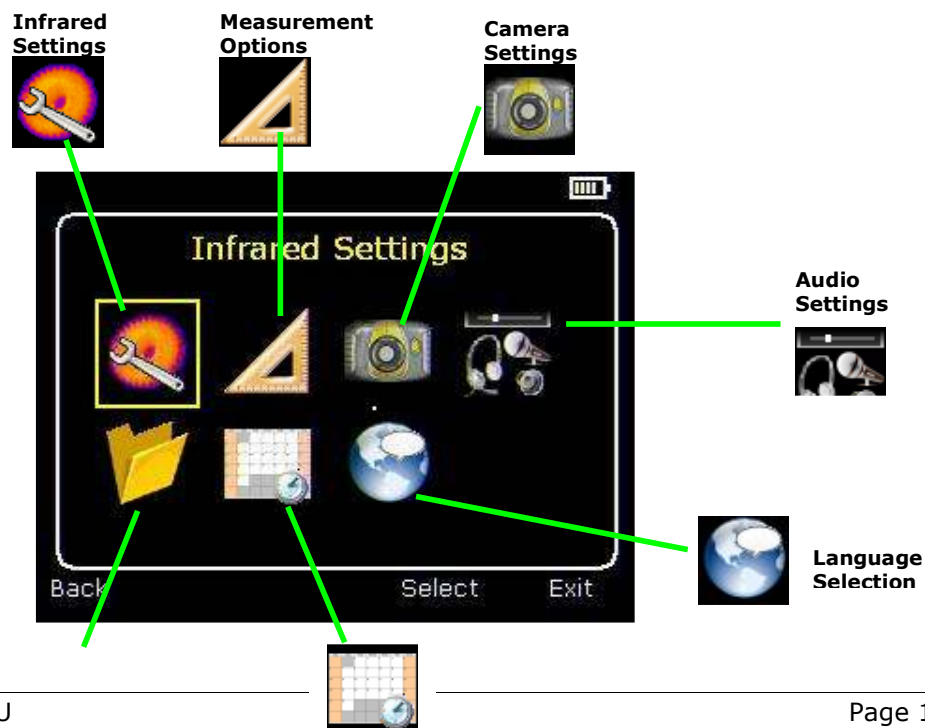 Infrared
Settings
Measurement
Options
Camera
Settings
Infrared Settings
Audio
Settings
Language
Selection
Back Select Exit
U
Page 1